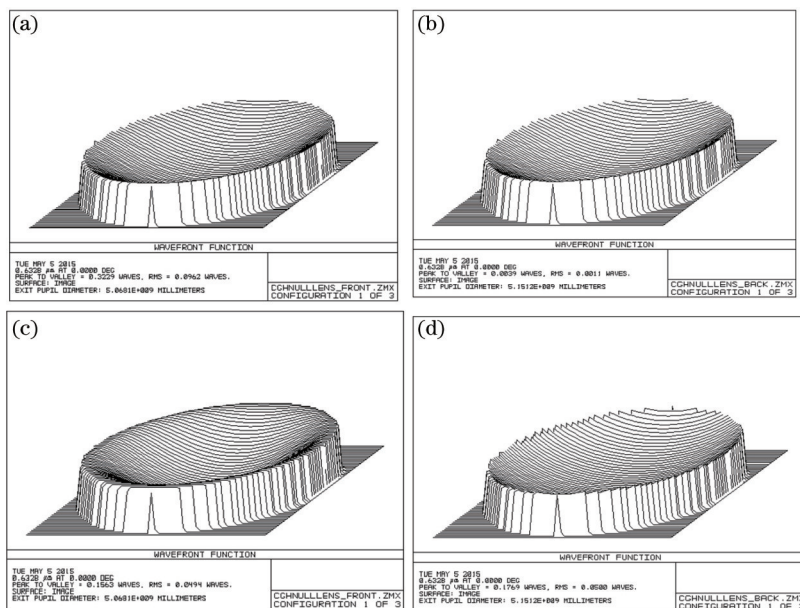 (a)
WAVEFRONT FUNCTION
TUE MAY 5 2015
0.6328 µm AT 0.0000 DEG
PEAK TO VALLEY = 0.3229 WAVES, RMS = 0.0962 WAVES.
SURFACE: IMAGE
EXIT PUPIL DIAMETER: 5.0681E+009 MILLIMETERS
CGHNULLLENS_FRONT.ZMX
CONFIGURATION 1 OF 3
(b)
WAVEFRONT FUNCTION
TUE MAY 5 2015
0.6328 µm AT 0.0000 DEG
PEAK TO VALLEY = 0.0039 WAVES, RMS = 0.0011 WAVES.
SURFACE: IMAGE
EXIT PUPIL DIAMETER: 5.1512E+009 MILLIMETERS
CGHNULLLENS_BACK.ZMX
CONFIGURATION 1 OF 3
(c)
WAVEFRONT FUNCTION
TUE MAY 5 2015
0.6328 µm AT 0.0000 DEG
PEAK TO VALLEY = 0.1563 WAVES, RMS = 0.0494 WAVES.
SURFACE: IMAGE
EXIT PUPIL DIAMETER: 5.0681E+009 MILLIMETERS
CGHNULLLENS_FRONT.ZMX
CONFIGURATION 1 OF 3
(d)
WAVEFRONT FUNCTION
TUE MAY 5 2015
0.6328 µm AT 0.0000 DEG
PEAK TO VALLEY = 0.1769 WAVES, RMS = 0.0500 WAVES.
SURFACE: IMAGE
EXIT PUPIL DIAMETER: 5.1512E+009 MILLIMETERS
CGHNULLLENS_BACK.ZM
CONFIGURATION 1 OF